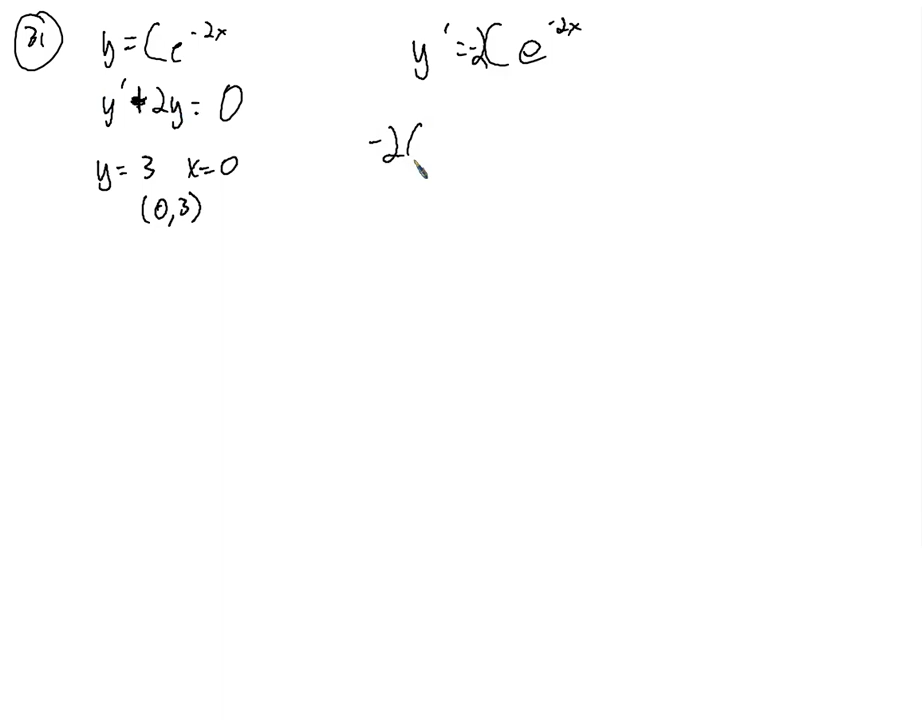 31 y = Ce^{-2x}
y' + 2y = 0
y = 3 x = 0
(0,3)
y' = -2Ce^{-2x}
-2C